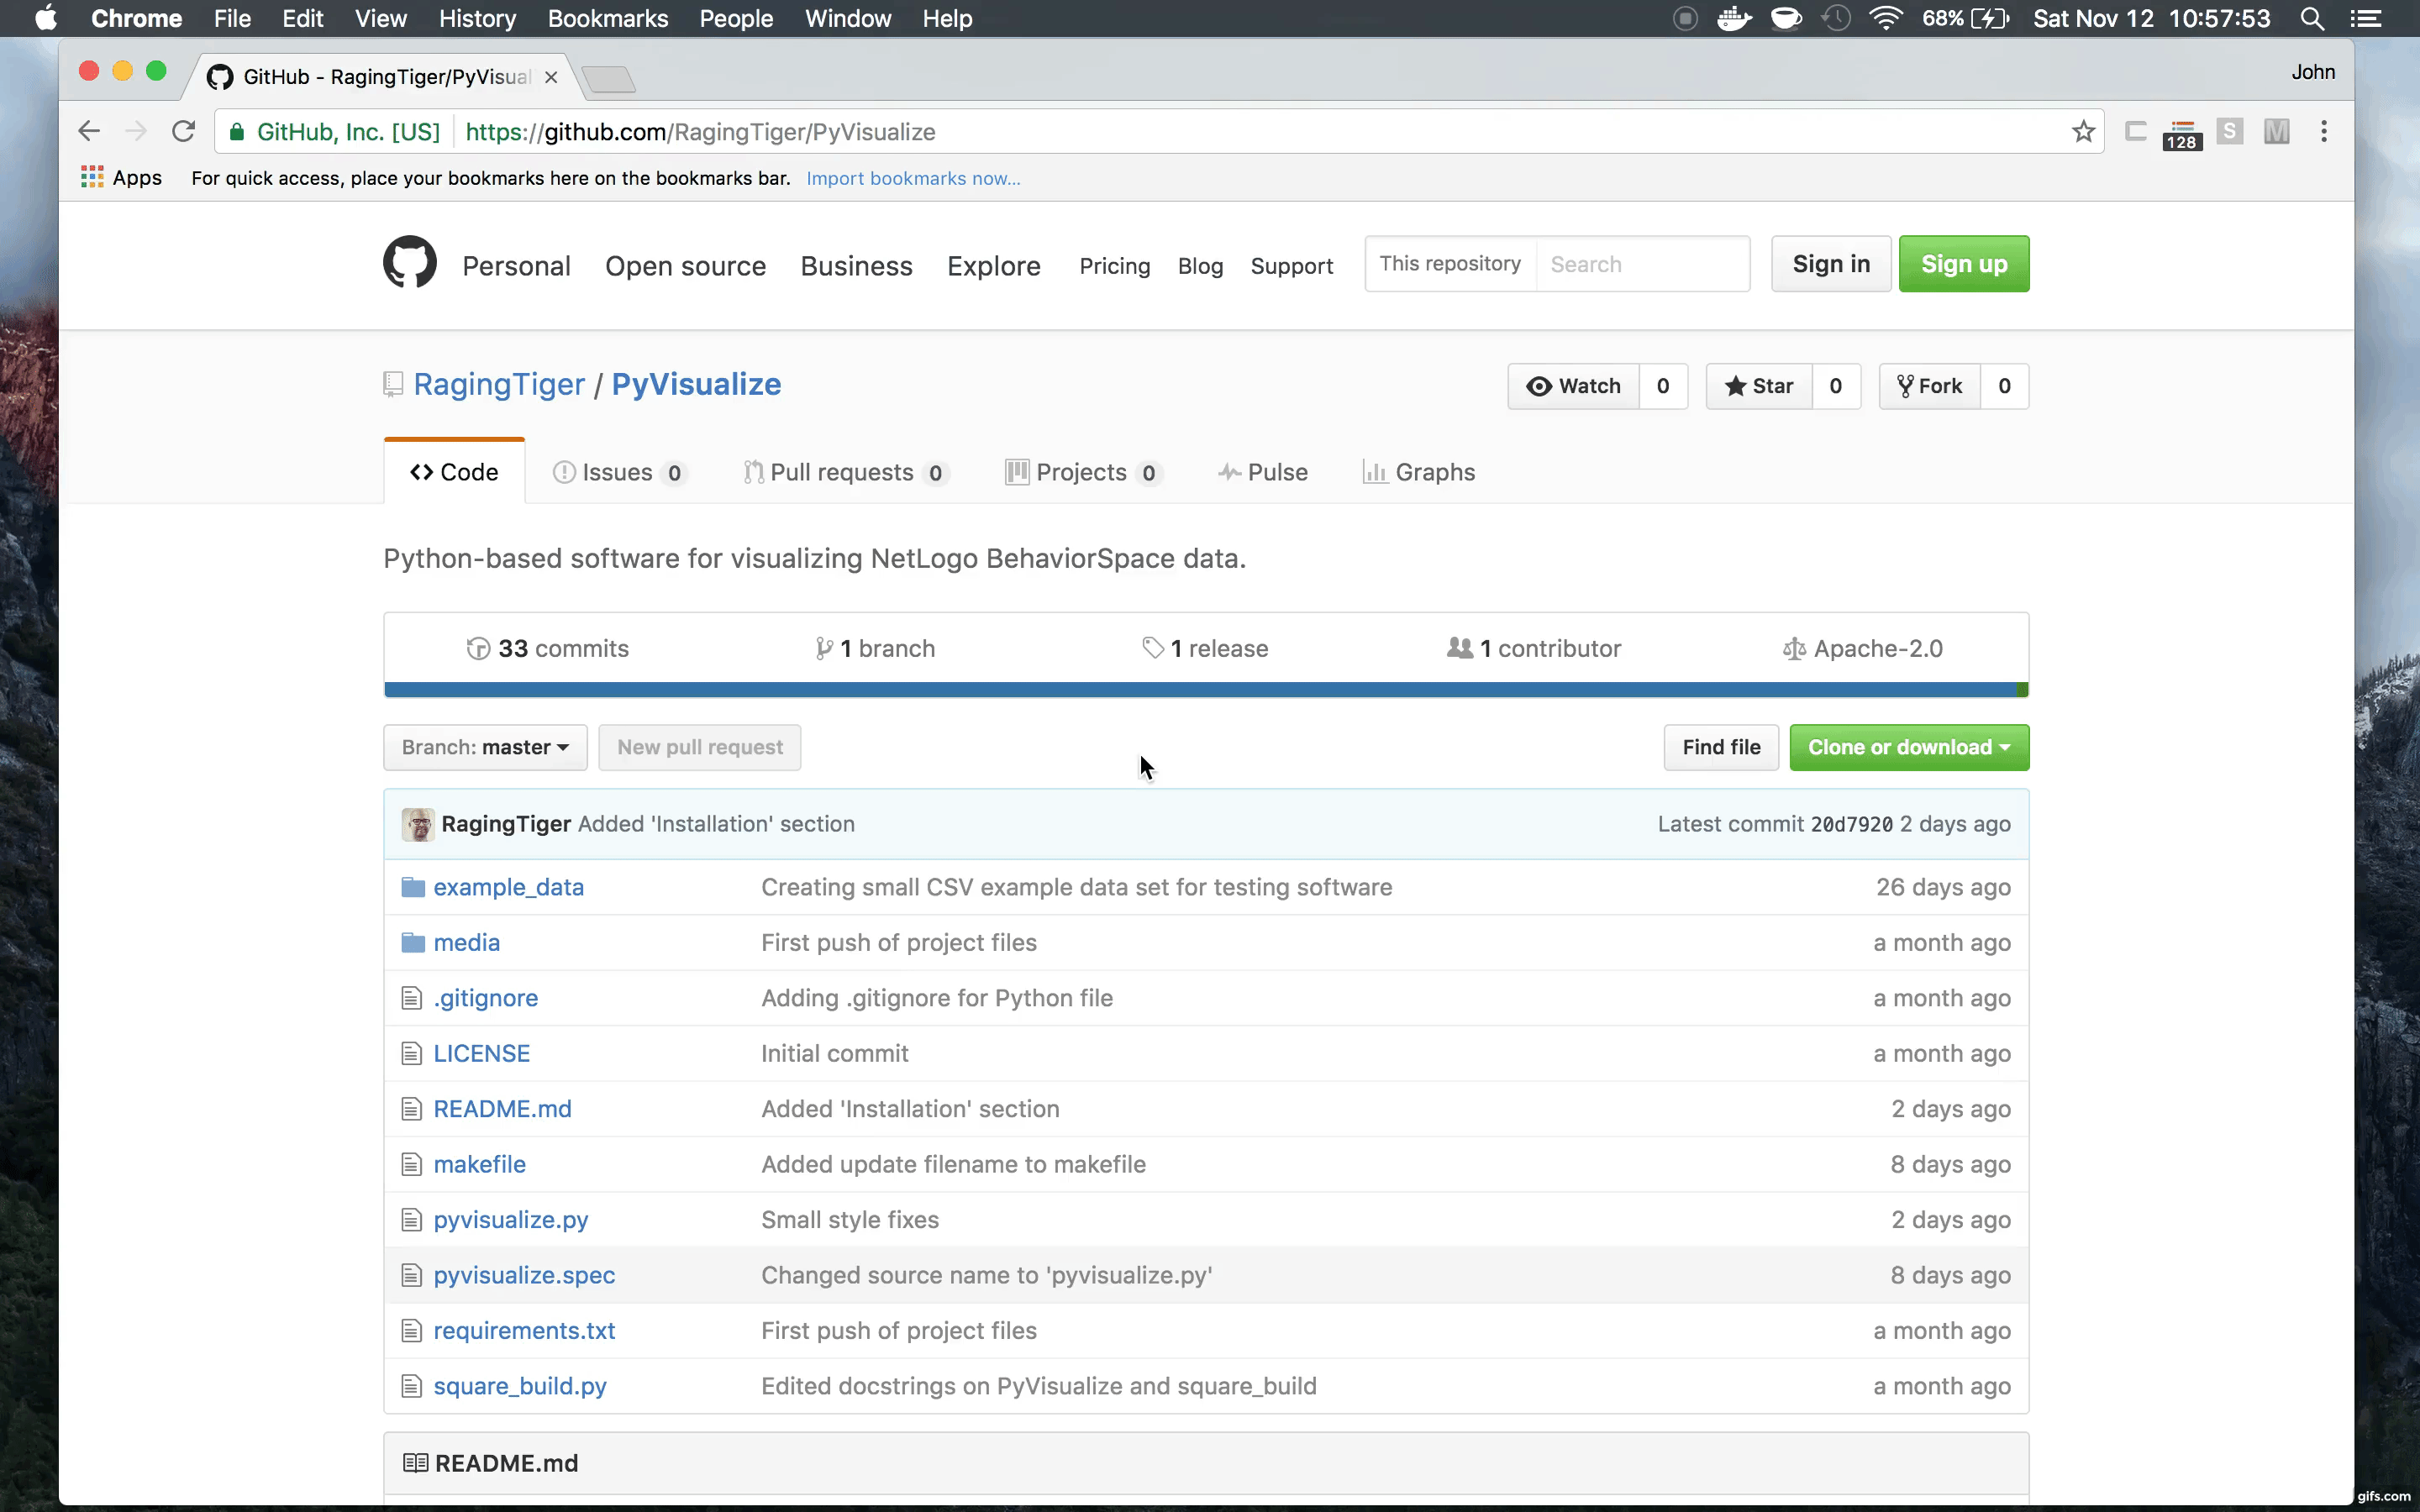 Chrome File Edit View History Bookmarks People Window Help 68% Sat Nov 12 10:57:53
GitHub - RagingTiger/PyVisual John
GitHub, Inc. [US] https://github.com/RagingTiger/PyVisualize 128 S M
Apps For quick access, place your bookmarks here on the bookmarks bar. Import bookmarks now...
Personal Open source Business Explore Pricing Blog Support This repository Search Sign in Sign up
RagingTiger / PyVisualize Watch 0 Star 0 Fork 0
Code Issues 0 Pull requests 0 Projects 0 Pulse Graphs
Python-based software for visualizing NetLogo BehaviorSpace data.
33 commits 1 branch 1 release 1 contributor Apache-2.0
Branch: master New pull request Find file Clone or download
RagingTiger Added 'Installation' section Latest commit 20d7920 2 days ago
example_data Creating small CSV example data set for testing software 26 days ago
media First push of project files a month ago
.gitignore Adding .gitignore for Python file a month ago
LICENSE Initial commit a month ago
README.md Added 'Installation' section 2 days ago
makefile Added update filename to makefile 8 days ago
pyvisualize.py Small style fixes 2 days ago
pyvisualize.spec Changed source name to 'pyvisualize.py' 8 days ago
requirements.txt First push of project files a month ago
square_build.py Edited docstrings on PyVisualize and square_build a month ago
README.md
gifs.com